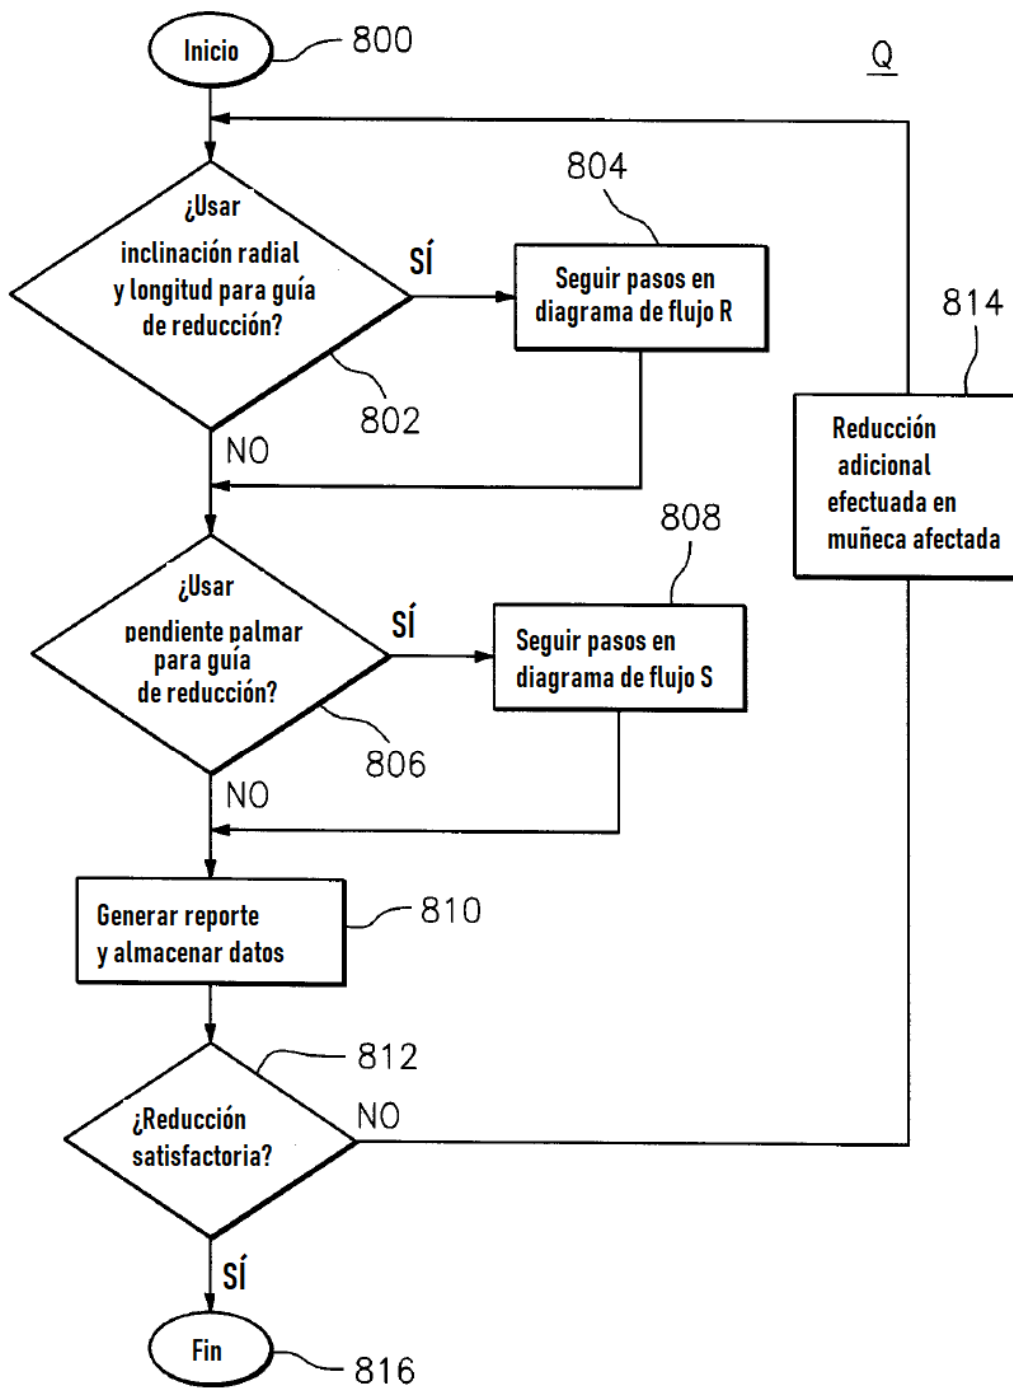 Inicio
800
Q
¿Usar
inclinación radial
y longitud para guía
de reducción?
802
SÍ
804
Seguir pasos en
diagrama de flujo R
NO
814
Reducción
adicional
efectuada en
muñeca afectada
¿Usar
pendiente palmar
para guía
de reducción?
806
SÍ
808
Seguir pasos en
diagrama de flujo S
NO
Generar reporte
y almacenar datos
810
812
¿Reducción
satisfactoria?
NO
SÍ
Fin
816